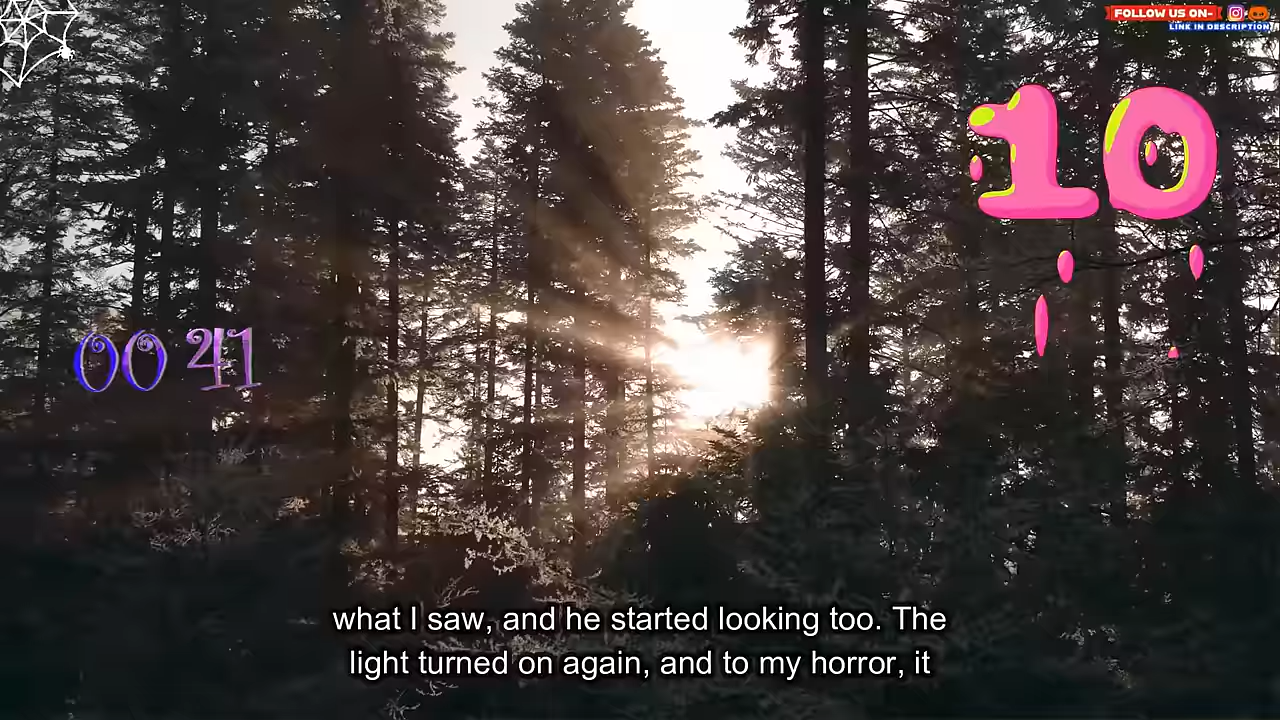 FOLLOW US ON-
LINK IN DESCRIPTION
10
00 41
what I saw, and he started looking too. The
light turned on again, and to my horror, it